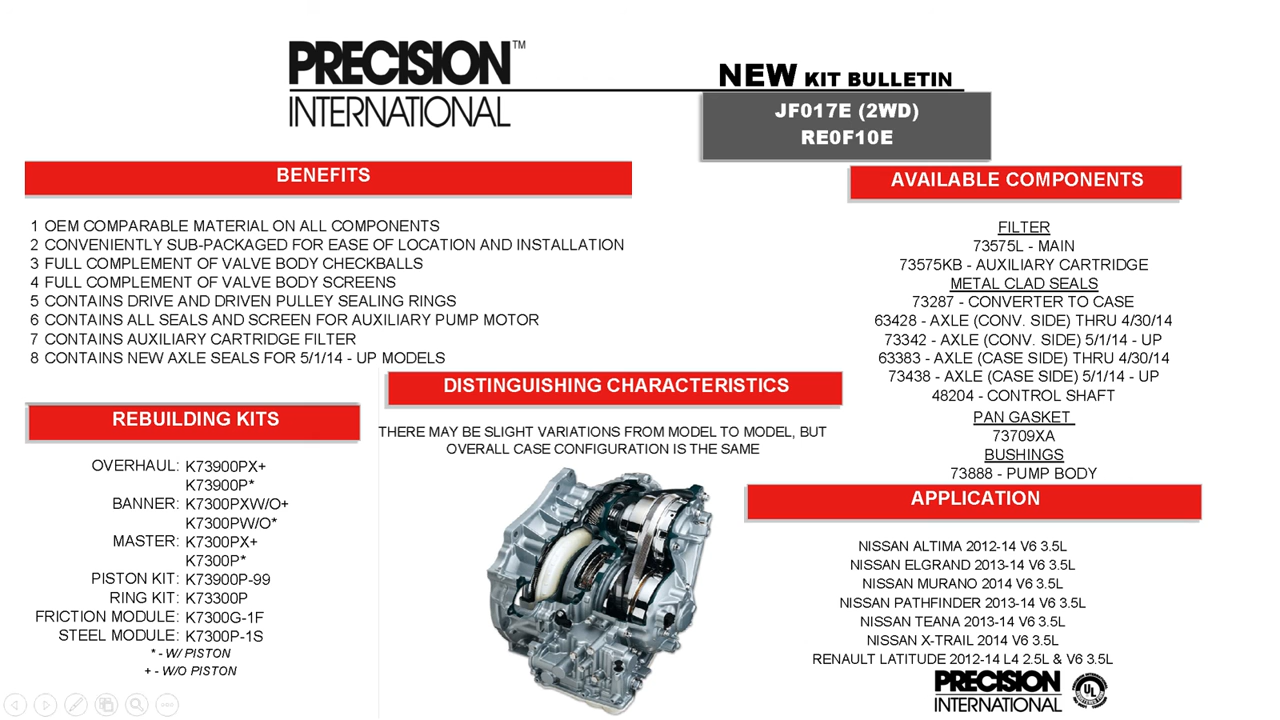 PRECISION™
INTERNATIONAL
NEW KIT BULLETIN
JF017E (2WD)
RE0F10E
BENEFITS
1 OEM COMPARABLE MATERIAL ON ALL COMPONENTS
2 CONVENIENTLY SUB-PACKAGED FOR EASE OF LOCATION AND INSTALLATION
3 FULL COMPLEMENT OF VALVE BODY CHECKBALLS
4 FULL COMPLEMENT OF VALVE BODY SCREENS
5 CONTAINS DRIVE AND DRIVEN PULLEY SEALING RINGS
6 CONTAINS ALL SEALS AND SCREEN FOR AUXILIARY PUMP MOTOR
7 CONTAINS AUXILIARY CARTRIDGE FILTER
8 CONTAINS NEW AXLE SEALS FOR 5/1/14 - UP MODELS
REBUILDING KITS
OVERHAUL: K73900PX+
K73900P*
BANNER: K7300PXW/O+
K7300PW/O*
MASTER: K7300PX+
K7300P*
PISTON KIT: K73900P-99
RING KIT: K73300P
FRICTION MODULE: K7300G-1F
STEEL MODULE: K7300P-1S
* - W/ PISTON
+ - W/O PISTON
DISTINGUISHING CHARACTERISTICS
THERE MAY BE SLIGHT VARIATIONS FROM MODEL TO MODEL, BUT
OVERALL CASE CONFIGURATION IS THE SAME
AVAILABLE COMPONENTS
FILTER
73575L - MAIN
73575KB - AUXILIARY CARTRIDGE
METAL CLAD SEALS
73287 - CONVERTER TO CASE
63428 - AXLE (CONV. SIDE) THRU 4/30/14
73342 - AXLE (CONV. SIDE) 5/1/14 - UP
63383 - AXLE (CASE SIDE) THRU 4/30/14
73438 - AXLE (CASE SIDE) 5/1/14 - UP
48204 - CONTROL SHAFT
PAN GASKET
73709XA
BUSHINGS
73888 - PUMP BODY
APPLICATION
NISSAN ALTIMA 2012-14 V6 3.5L
NISSAN ELGRAND 2013-14 V6 3.5L
NISSAN MURANO 2014 V6 3.5L
NISSAN PATHFINDER 2013-14 V6 3.5L
NISSAN TEANA 2013-14 V6 3.5L
NISSAN X-TRAIL 2014 V6 3.5L
RENAULT LATITUDE 2012-14 L4 2.5L & V6 3.5L
PRECISION
INTERNATIONAL
UL